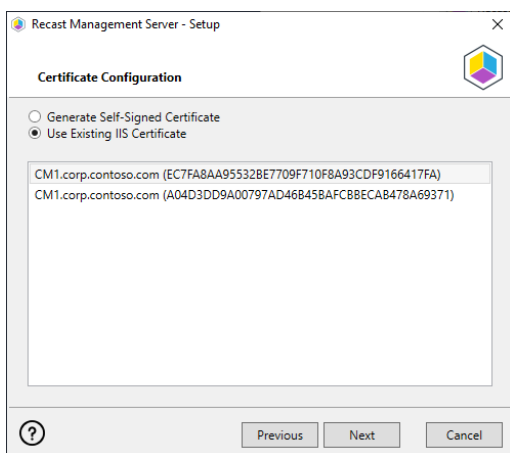 Recast Management Server - Setup
Certificate Configuration
Generate Self-Signed Certificate
Use Existing IIS Certificate
CM1.corp.contoso.com (EC7FA8AA95532BE7709F710F8A93CDF9166417FA)
CM1.corp.contoso.com (A04D3DD9A00797AD46B45BAFCBBECAB478A69371)
?
Previous Next Cancel